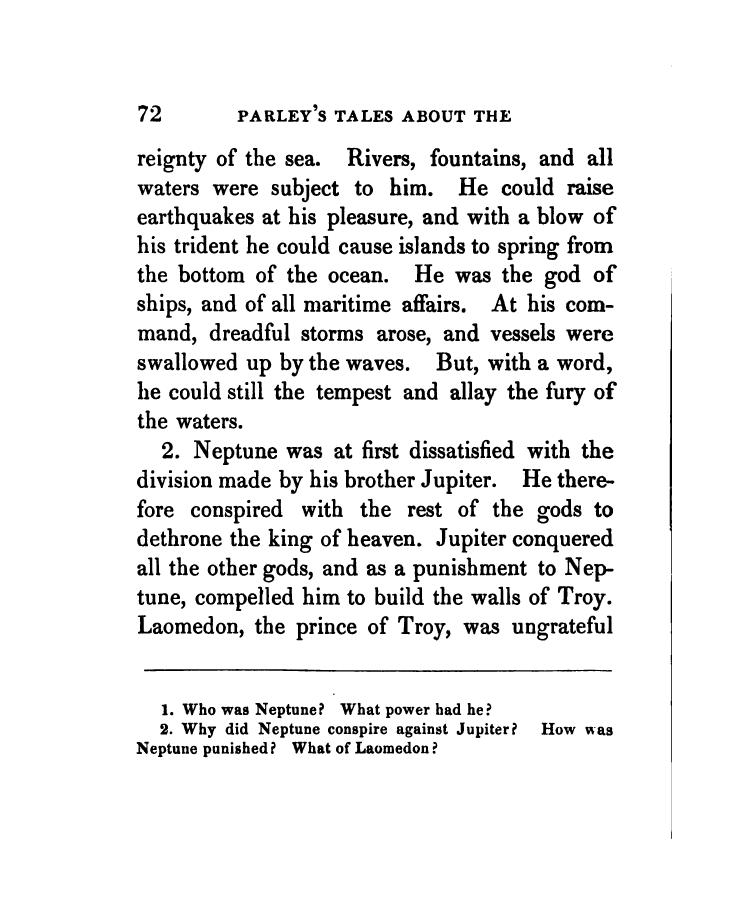 72 PARLEY'S TALES ABOUT THE
reignty of the sea. Rivers, fountains, and all
waters were subject to him. He could raise
earthquakes at his pleasure, and with a blow of
his trident he could cause islands to spring from
the bottom of the ocean. He was the god of
ships, and of all maritime affairs. At his com-
mand, dreadful storms arose, and vessels were
swallowed up by the waves. But, with a word,
he could still the tempest and allay the fury of
the waters.
2. Neptune was at first dissatisfied with the
division made by his brother Jupiter. He there-
fore conspired with the rest of the gods to
dethrone the king of heaven. Jupiter conquered
all the other gods, and as a punishment to Nep-
tune, compelled him to build the walls of Troy.
Laomedon, the prince of Troy, was ungrateful
1. Who was Neptune? What power had he?
2. Why did Neptune conspire against Jupiter? How was
Neptune punished? What of Laomedon?